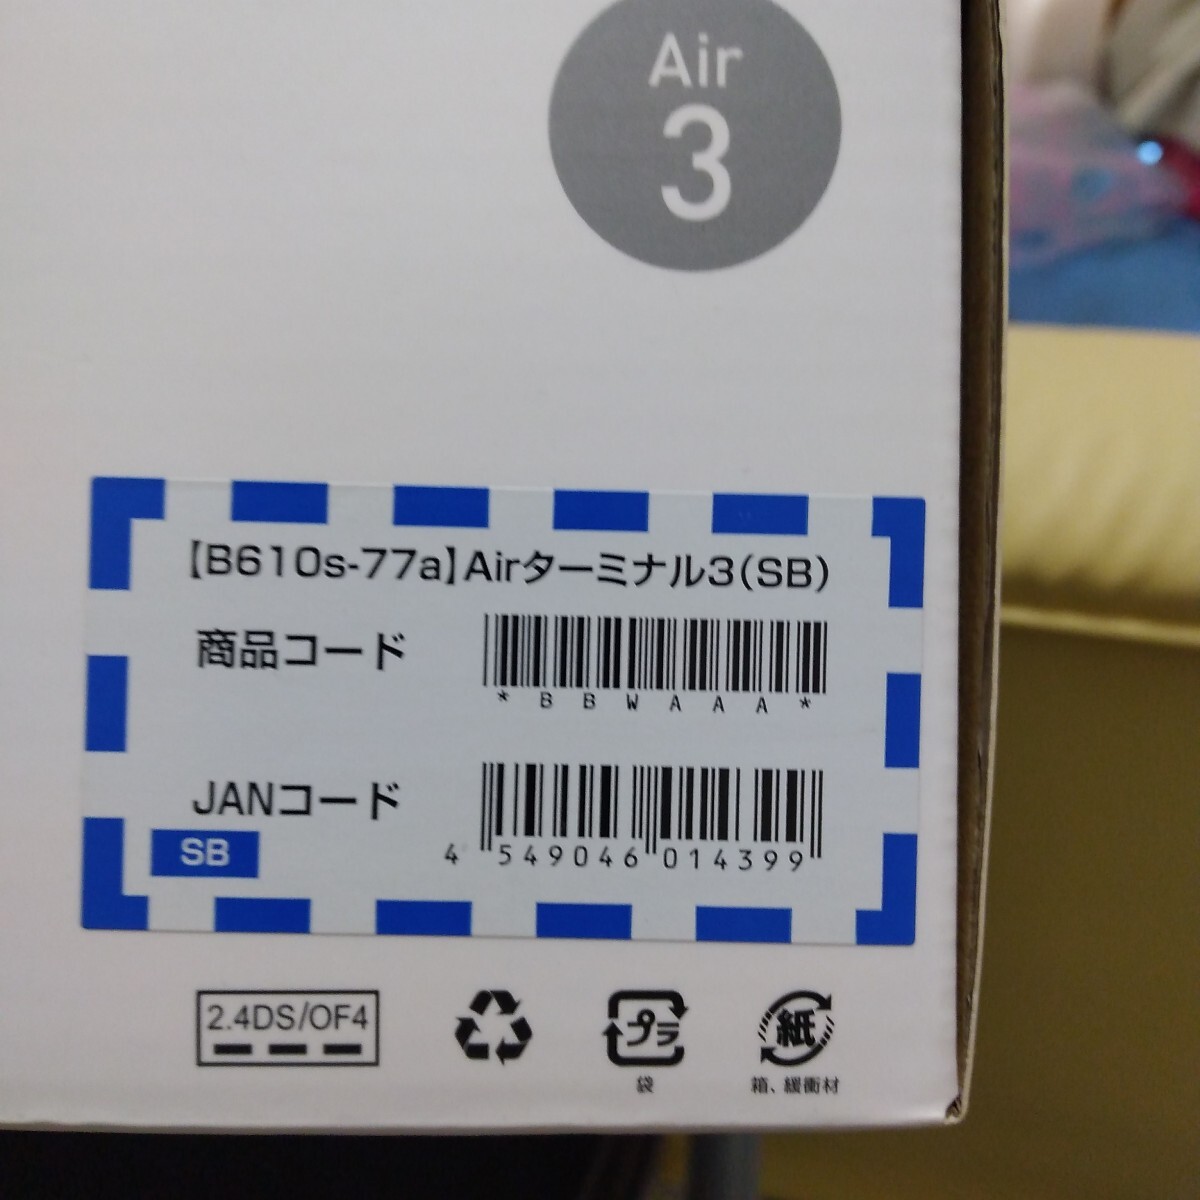 Air
3
【B610s-77a】Airターミナル3(SB)
商品コード
*BBWAAA*
JANコード
4 549046 014399
SB
2.4DS/OF4
プラ
紙
袋
箱、緩衝材